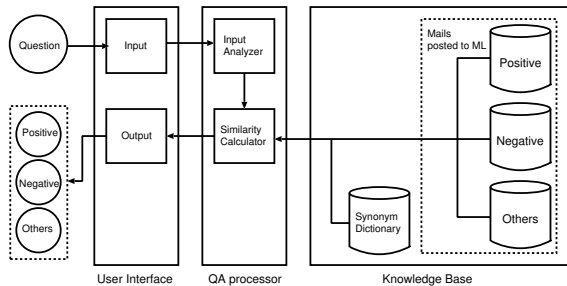 Question
Input
Input
Analyzer
Mails
posted to ML
Positive
Positive
Output
Similarity
Calculator
Negative
Negative
Others
Synonym
Dictionary
Others
User Interface
QA processor
Knowledge Base